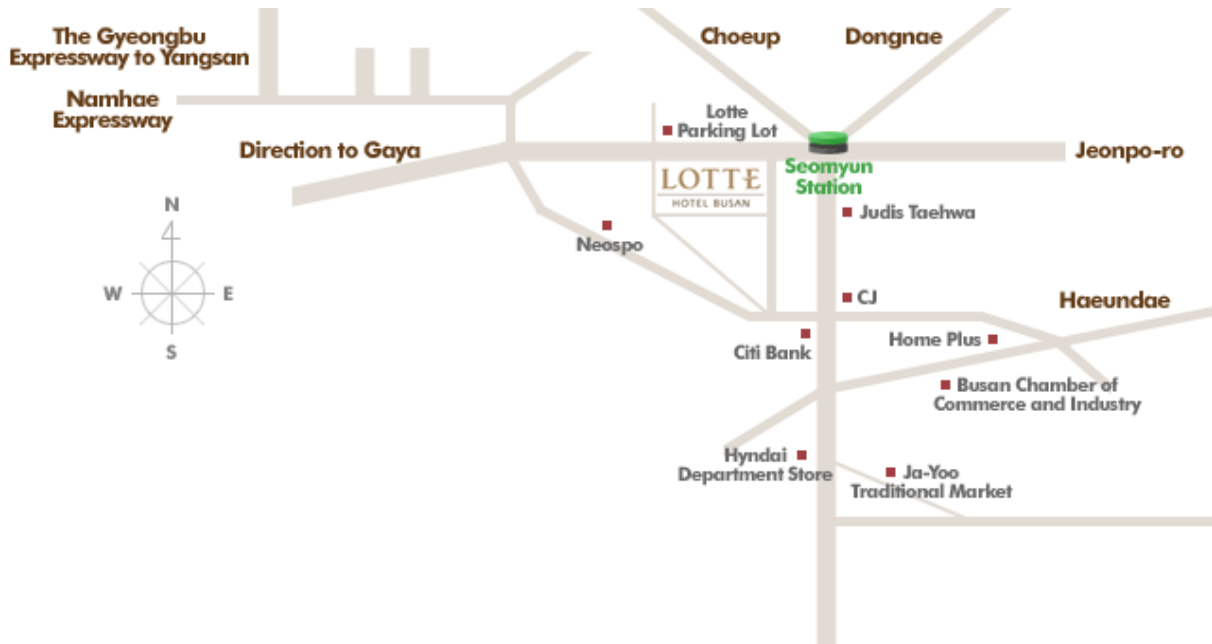 The Gyeongbu
Expressway to Yangsan
Choeup
Dongnae
Namhae
Expressway
Lotte
Parking Lot
Direction to Gaya
Jeonpo-ro
Seomyun
Station
LOTTE
HOTEL BUSAN
N
W
E
S
Judis Taehwa
Neospo
CJ
Haeundae
Citi Bank
Home Plus
Busan Chamber of
Commerce and Industry
Hyndai
Department Store
Ja-Yoo
Traditional Market